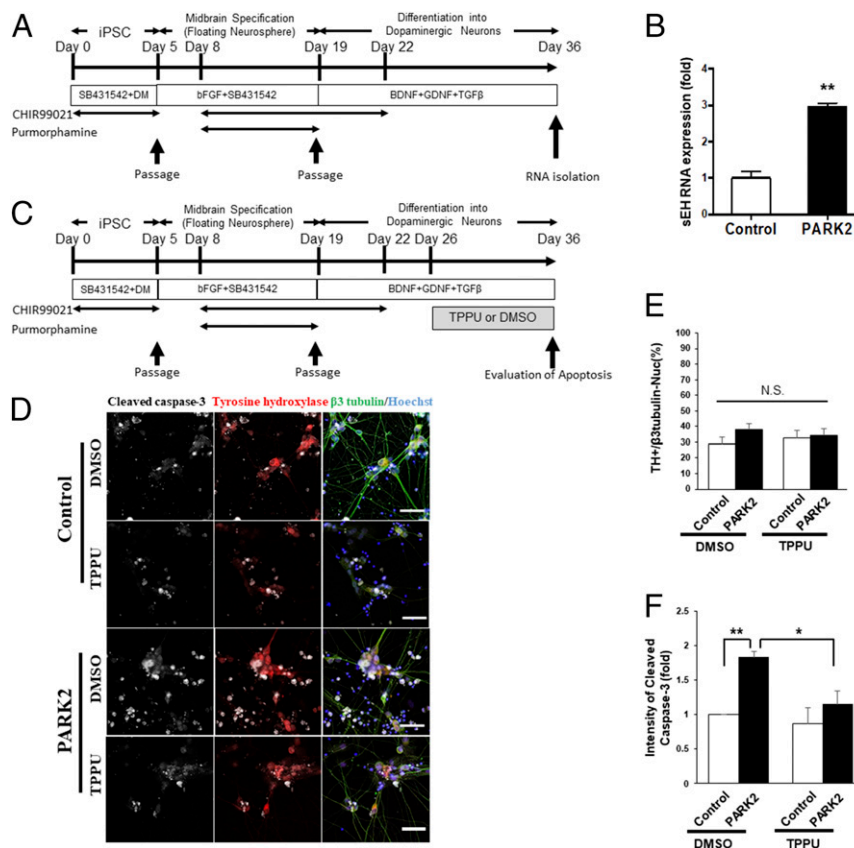 A
iPSC
Midbrain Specification
(Floating Neurosphere)
Differentiation into
Dopaminergic Neurons
Day 0
Day 5
Day 8
Day 19
Day 22
Day 36
SB431542+DM
bFGF+SB431542
BDNF+GDNF+TGFβ
CHIR99021
Purmorphamine
Passage
Passage
RNA isolation
B
sEH RNA expression (fold)
4
3
2
1
0
**
Control
PARK2
C
iPSC
Midbrain Specification
(Floating Neurosphere)
Differentiation into
Dopaminergic Neurons
Day 0
Day 5
Day 8
Day 19
Day 22
Day 26
Day 36
SB431542+DM
bFGF+SB431542
BDNF+GDNF+TGFβ
CHIR99021
Purmorphamine
TPPU or DMSO
Passage
Passage
Evaluation of Apoptosis
D
Cleaved caspase-3
Tyrosine hydroxylase
β3 tubulin/Hoechst
Control
DMSO
TPPU
PARK2
DMSO
TPPU
E
TH+/β3tubulin-Nuc(%)
100
90
80
70
60
50
40
30
20
10
0
N.S.
Control
PARK2
Control
PARK2
DMSO
TPPU
F
Intensity of Cleaved
Caspase-3 (fold)
2.5
2
1.5
1
0.5
0
**
*
Control
PARK2
Control
PARK2
DMSO
TPPU